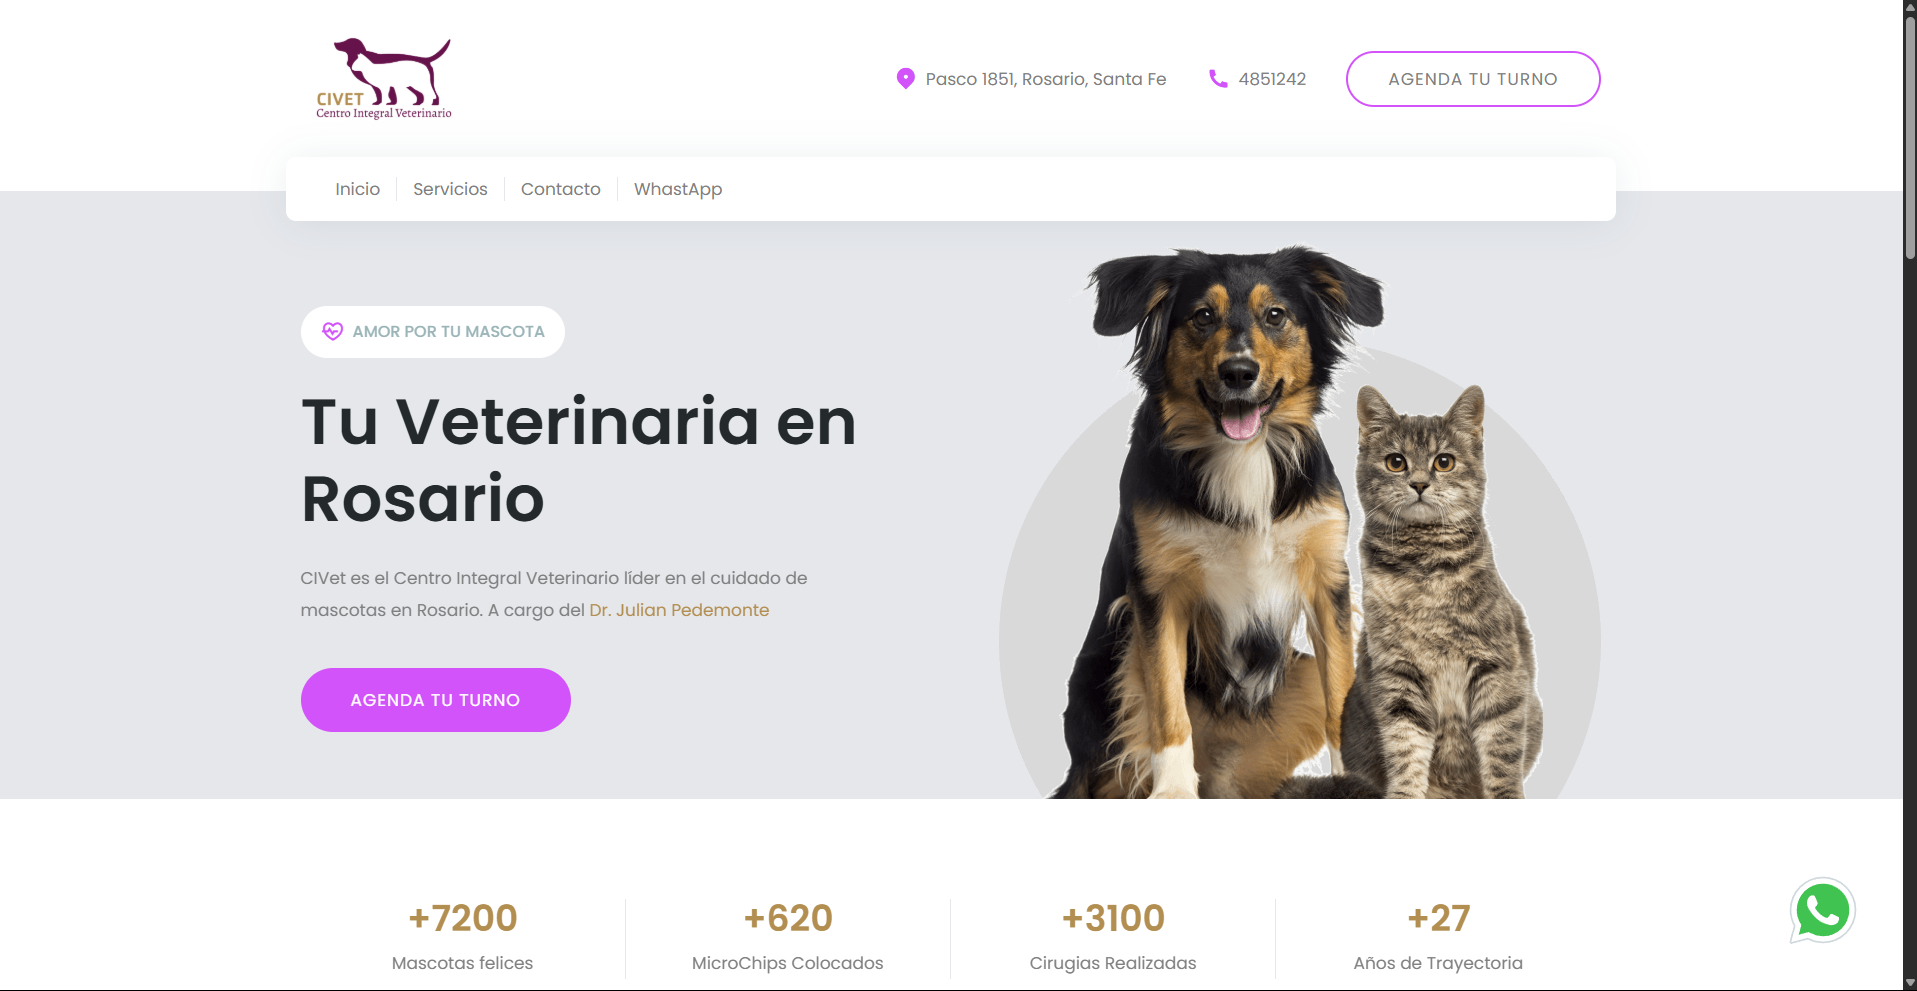 CIVET
Centro Integral Veterinario
Pasco 1851, Rosario, Santa Fe
4851242
AGENDA TU TURNO
Inicio
Servicios
Contacto
WhastApp
AMOR POR TU MASCOTA
Tu Veterinaria en
Rosario
CIVet es el Centro Integral Veterinario líder en el cuidado de
mascotas en Rosario. A cargo del Dr. Julian Pedemonte
AGENDA TU TURNO
+7200
Mascotas felices
+620
MicroChips Colocados
+3100
Cirugias Realizadas
+27
Años de Trayectoria